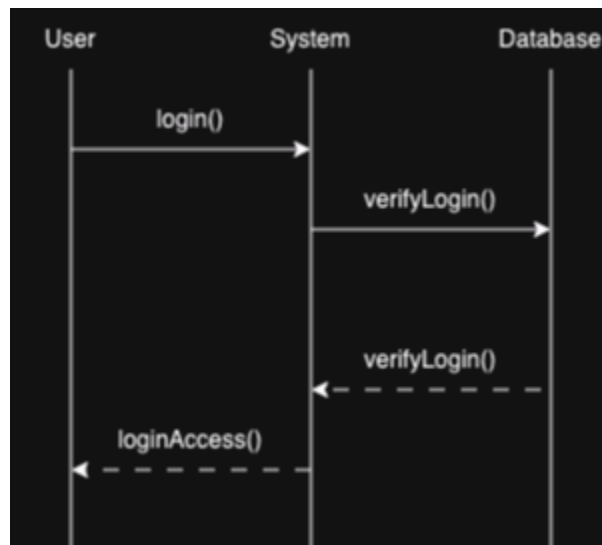 User System Database
login()
verifyLogin()
verifyLogin()
loginAccess()